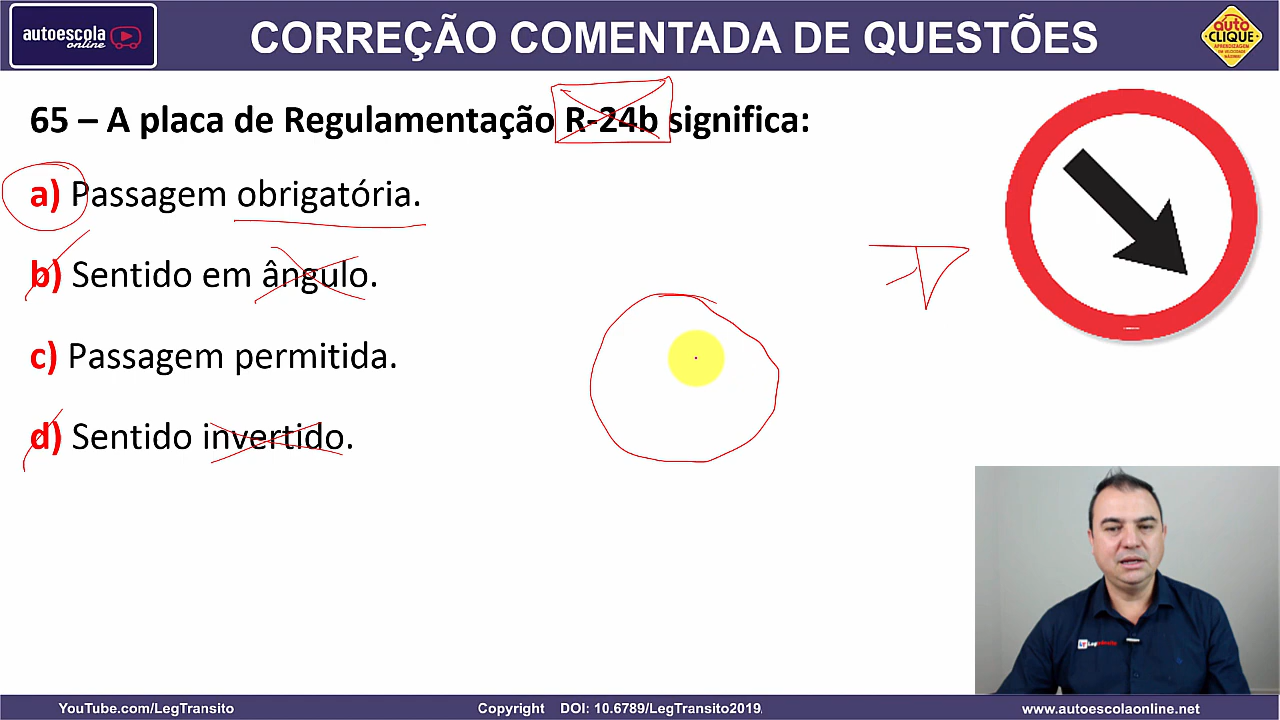 autoescola
online
CORREÇÃO COMENTADA DE QUESTÕES
auto
CLIQUE
65 – A placa de Regulamentação R-24b significa:
a) Passagem obrigatória.
b) Sentido em ângulo.
c) Passagem permitida.
d) Sentido invertido.
YouTube.com/LegTransito
Copyright DOI: 10.6789/LegTransito2019
www.autoescolaonline.net